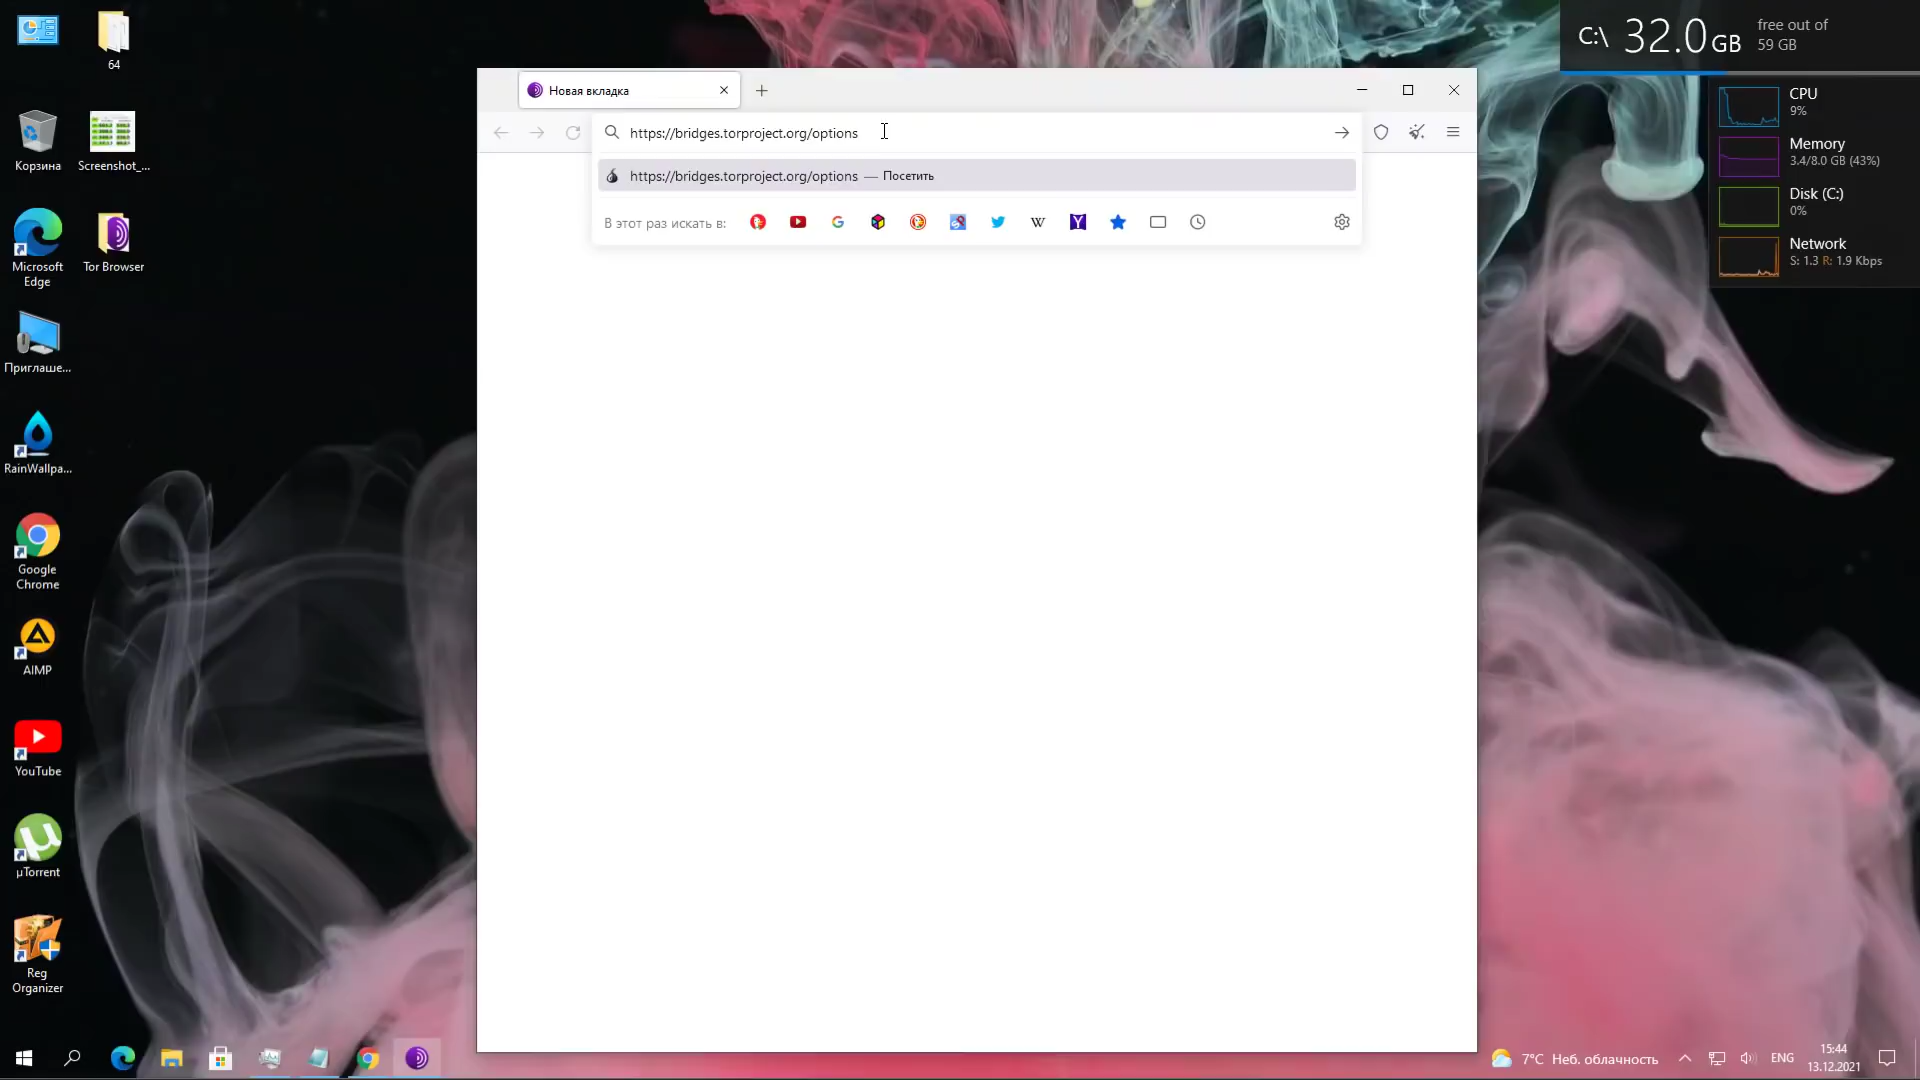 64
Корзина
Screenshot_...
Microsoft
Edge
Tor Browser
Приглаше...
RainWallpa...
Google
Chrome
AIMP
YouTube
µTorrent
Reg
Organizer
Новая вкладка
https://bridges.torproject.org/options
https://bridges.torproject.org/options — Посетить
В этот раз искать в:
C:\ 32.0GB
free out of
59 GB
CPU
9%
Memory
3.4/8.0 GB (43%)
Disk (C:)
0%
Network
S: 1.3 R: 1.9 Kbps
7°C Неб. облачность
ENG
15:44
13.12.2021